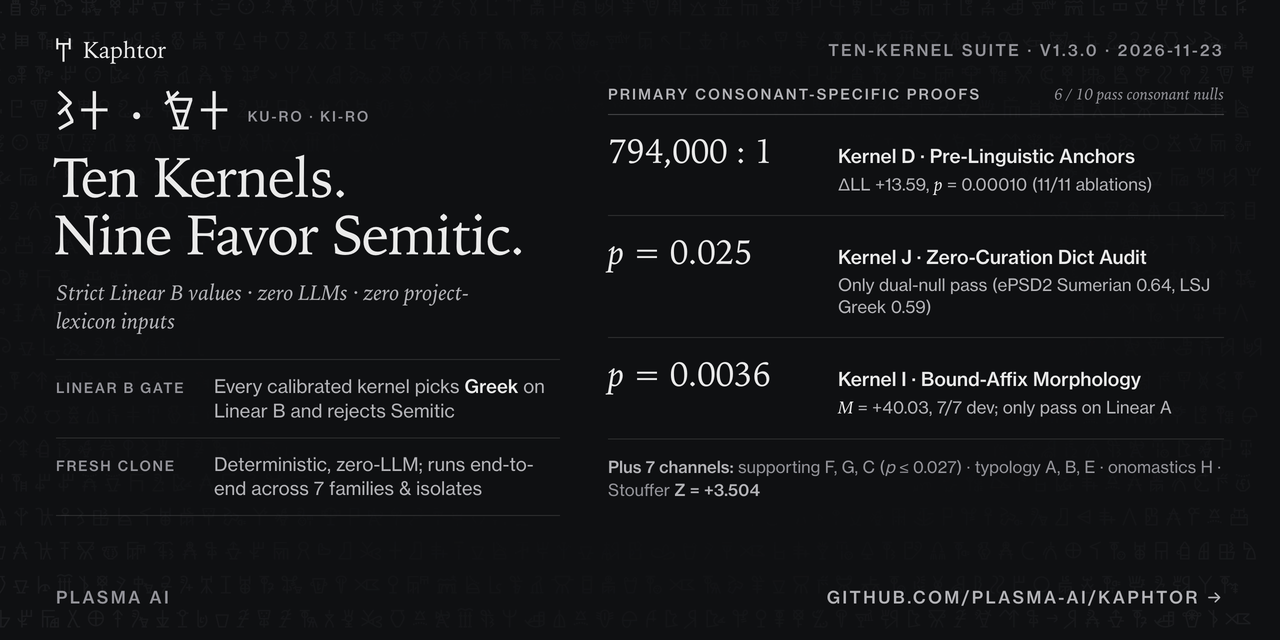 Kaphtor
TEN-KERNEL SUITE · V1.3.0 · 2026-11-23
KU-RO · KI-RO
Ten Kernels.
Nine Favor Semitic.
Strict Linear B values · zero LLMs · zero project-
lexicon inputs
LINEAR B GATE
Every calibrated kernel picks Greek on
Linear B and rejects Semitic
FRESH CLONE
Deterministic, zero-LLM; runs end-to-
end across 7 families & isolates
PRIMARY CONSONANT-SPECIFIC PROOFS
6 / 10 pass consonant nulls
794,000 : 1
Kernel D · Pre-Linguistic Anchors
ΔLL +13.59, p = 0.00010 (11/11 ablations)
p = 0.025
Kernel J · Zero-Curation Dict Audit
Only dual-null pass (ePSD2 Sumerian 0.64, LSJ
Greek 0.59)
p = 0.0036
Kernel I · Bound-Affix Morphology
M = +40.03, 7/7 dev; only pass on Linear A
Plus 7 channels: supporting F, G, C (p ≤ 0.027) · typology A, B, E · onomastics H ·
Stouffer Z = +3.504
PLASMA AI
GITHUB.COM/PLASMA-AI/KAPHTOR →